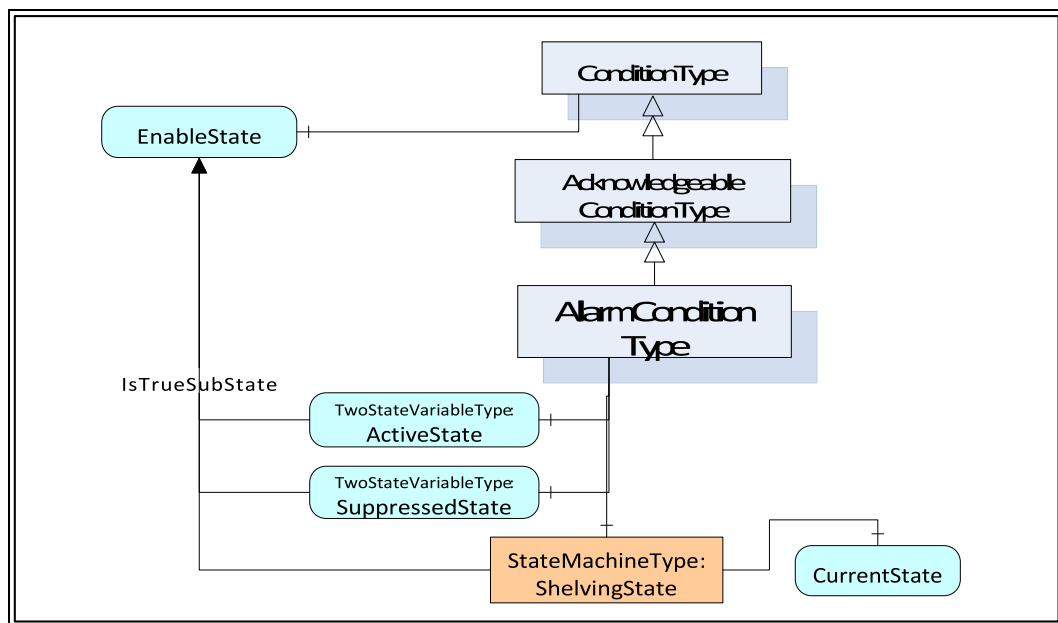 ConditionType
EnableState
Acknowledgeable
ConditionType
AlarmCondition
Type
IsTrueSubState
TwoStateVariableType:
ActiveState
TwoStateVariableType:
SuppressedState
StateMachineType:
ShelvingState
CurrentState